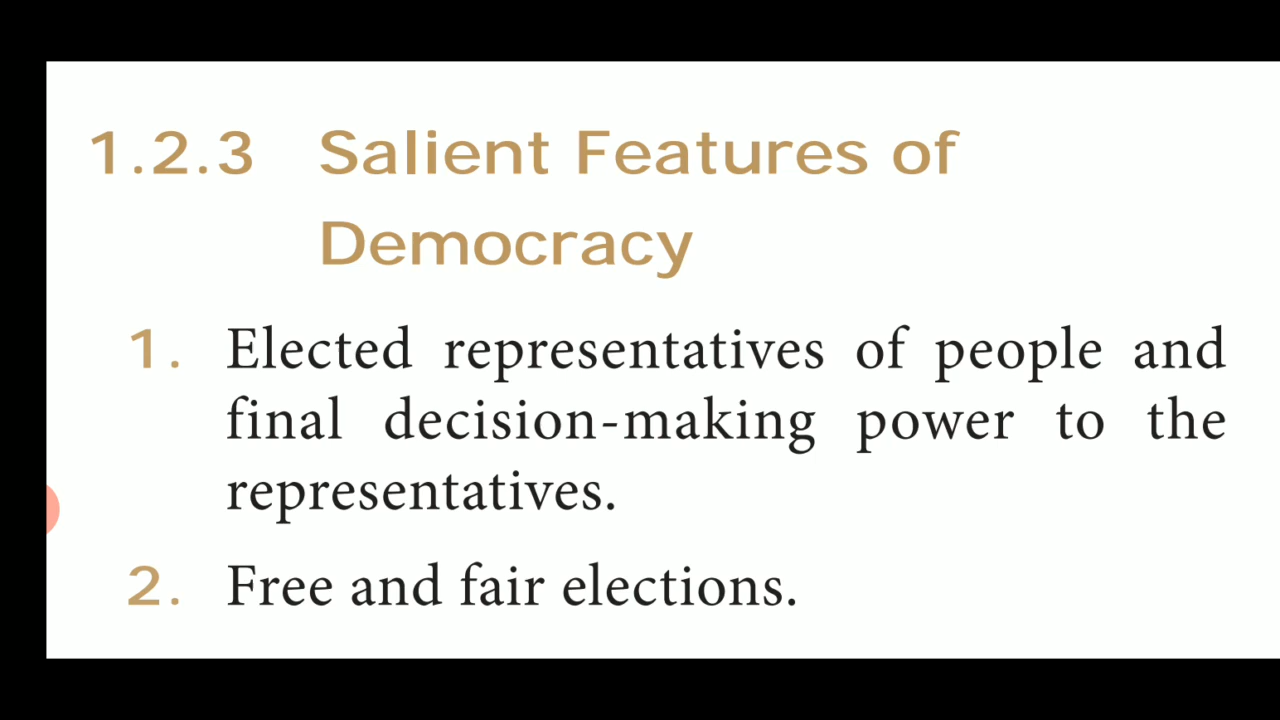 1.2.3 Salient Features of
Democracy
1. Elected representatives of people and
final decision-making power to the
representatives.
2. Free and fair elections.